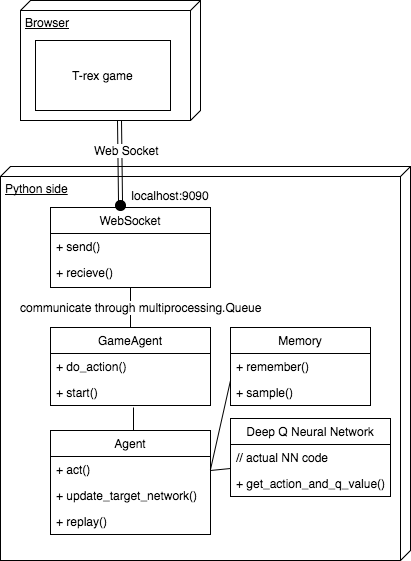 Browser
T-rex game
Web Socket
Python side
localhost:9090
WebSocket
+ send()
+ recieve()
communicate through multiprocessing.Queue
GameAgent
+ do_action()
+ start()
Memory
+ remember()
+ sample()
Agent
+ act()
+ update_target_network()
+ replay()
Deep Q Neural Network
// actual NN code
+ get_action_and_q_value()